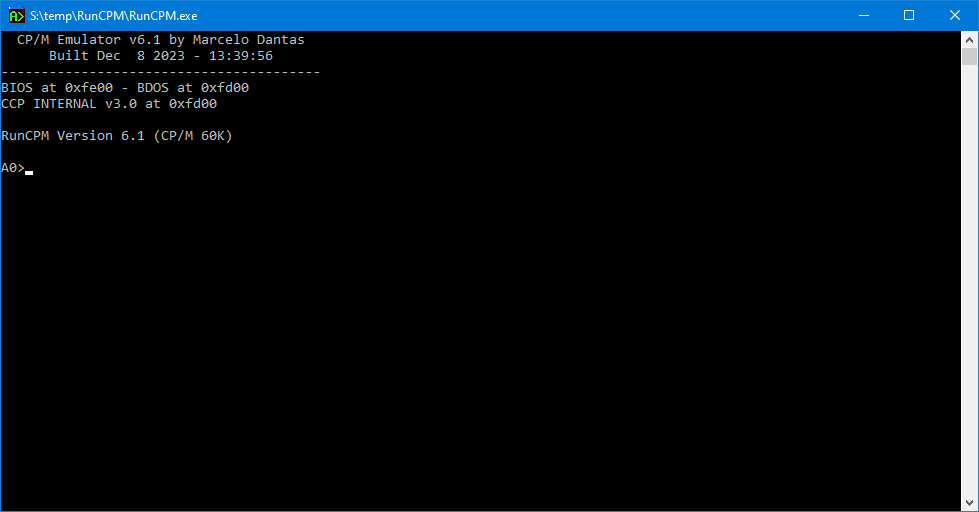 A> S:\temp\RunCPM\RunCPM.exe
CP/M Emulator v6.1 by Marcelo Dantas
Built Dec  8 2023 - 13:39:56
----------------------------------------
BIOS at 0xfe00 - BDOS at 0xfd00
CCP INTERNAL v3.0 at 0xfd00
RunCPM Version 6.1 (CP/M 60K)
A0>